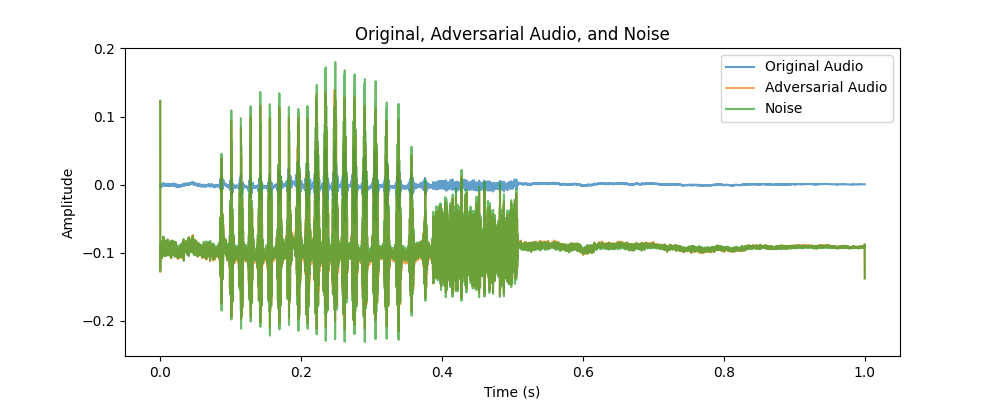 Original, Adversarial Audio, and Noise
Original Audio
Adversarial Audio
Noise
Amplitude
0.2
0.1
0.0
−0.1
−0.2
0.0 0.2 0.4 0.6 0.8 1.0
Time (s)